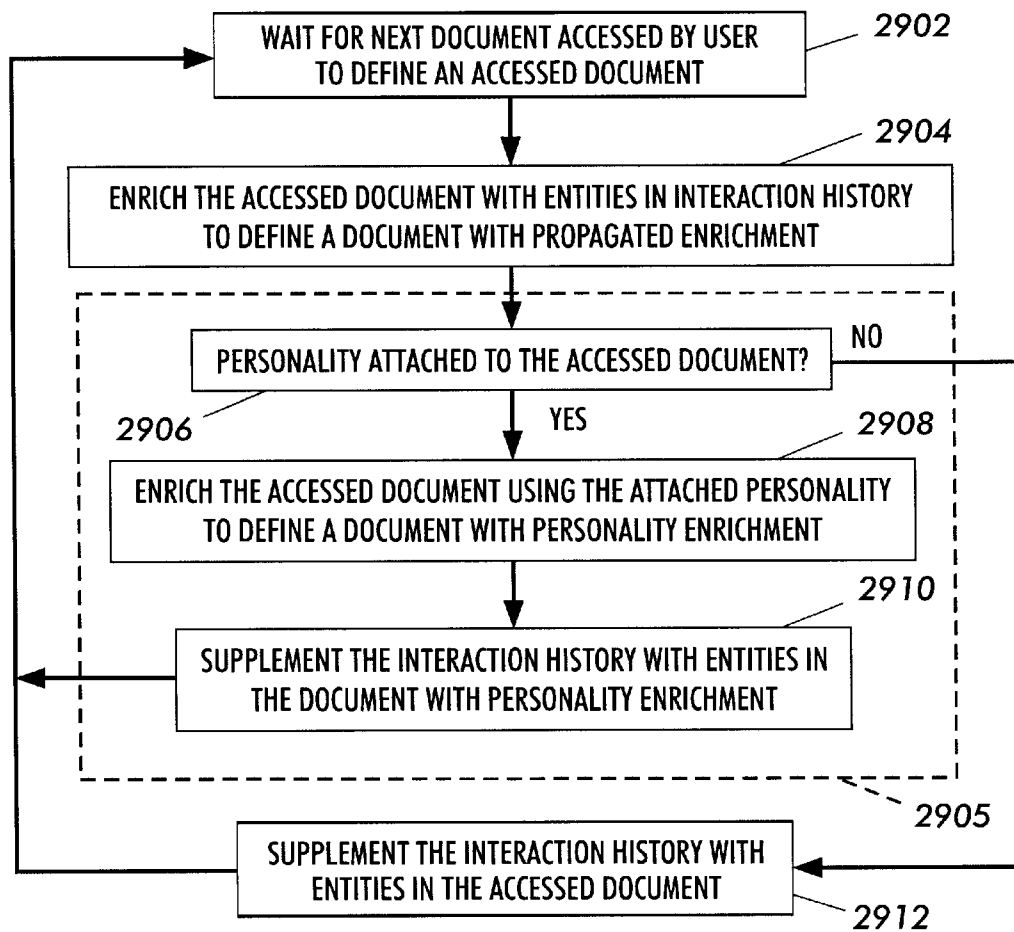 WAIT FOR NEXT DOCUMENT ACCESSED BY USER
TO DEFINE AN ACCESSED DOCUMENT
2902
2904
ENRICH THE ACCESSED DOCUMENT WITH ENTITIES IN INTERACTION HISTORY
TO DEFINE A DOCUMENT WITH PROPAGATED ENRICHMENT
PERSONALITY ATTACHED TO THE ACCESSED DOCUMENT?
NO
2906
YES
2908
ENRICH THE ACCESSED DOCUMENT USING THE ATTACHED PERSONALITY
TO DEFINE A DOCUMENT WITH PERSONALITY ENRICHMENT
2910
SUPPLEMENT THE INTERACTION HISTORY WITH ENTITIES IN
THE DOCUMENT WITH PERSONALITY ENRICHMENT
2905
SUPPLEMENT THE INTERACTION HISTORY WITH
ENTITIES IN THE ACCESSED DOCUMENT
2912